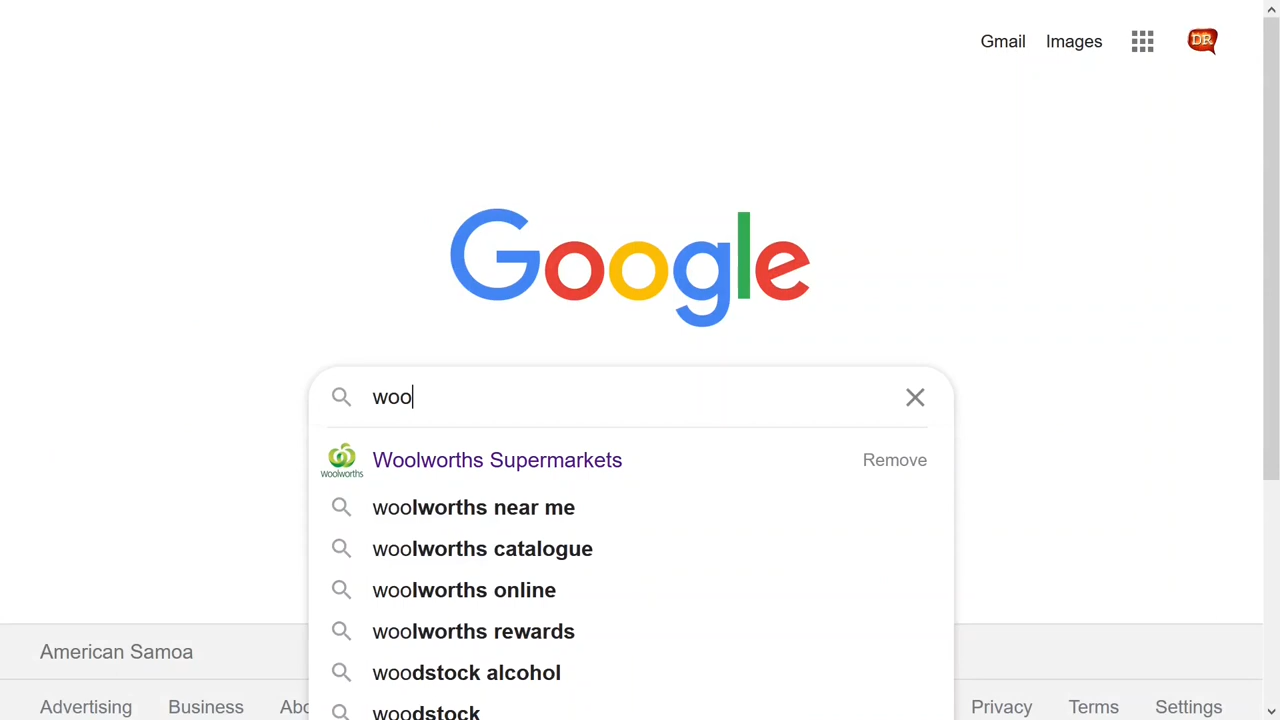 Gmail Images DR
Google
woo
woolworths Woolworths Supermarkets Remove
woolworths near me
woolworths catalogue
woolworths online
woolworths rewards
American Samoa
woodstock alcohol
Advertising Business Abo Privacy Terms Settings
woodstock